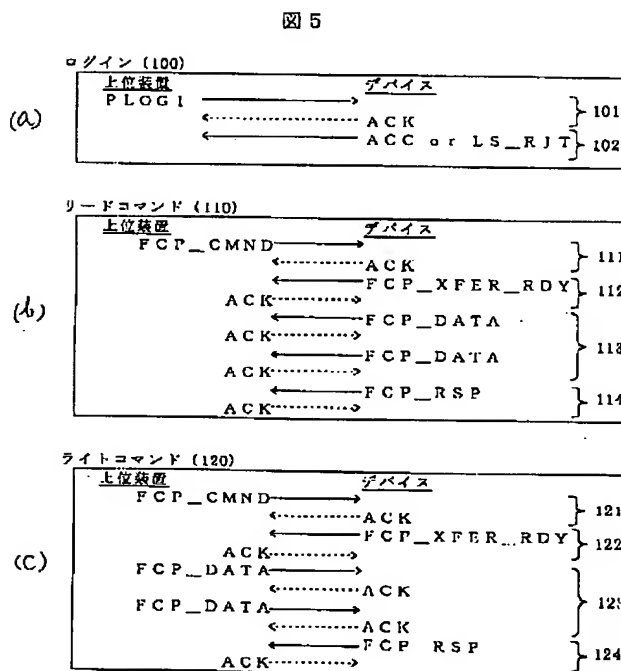 図5
ログイン (100)
上位装置 デバイス
(a)
PLOGI
ACK 101
ACC or LS_RJT 102
リードコマンド (110)
上位装置 デバイス
(b)
FCP_CMND
ACK 111
FCP_XFER_RDY 112
ACK
FCP_DATA
ACK 113
FCP_DATA
ACK
FCP_RSP 114
ACK
ライトコマンド (120)
上位装置 デバイス
(C)
FCP_CMND
ACK 121
FCP_XFER_RDY 122
ACK
FCP_DATA
ACK 123
FCP_DATA
ACK
FCP_RSP 124
ACK